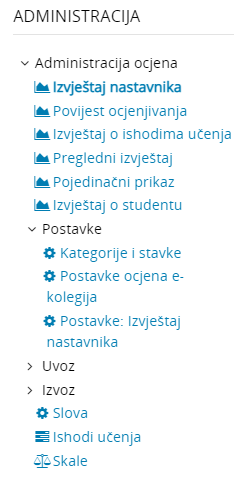 ADMINISTRACIJA
Administracija ocjena
Izvještaj nastavnika
Povijest ocjenjivanja
Izvještaj o ishodima učenja
Pregledni izvještaj
Pojedinačni prikaz
Izvještaj o studentu
Postavke
Kategorije i stavke
Postavke ocjena e-
kolegija
Postavke: Izvještaj
nastavnika
Uvoz
Izvoz
Slova
Ishodi učenja
Skale